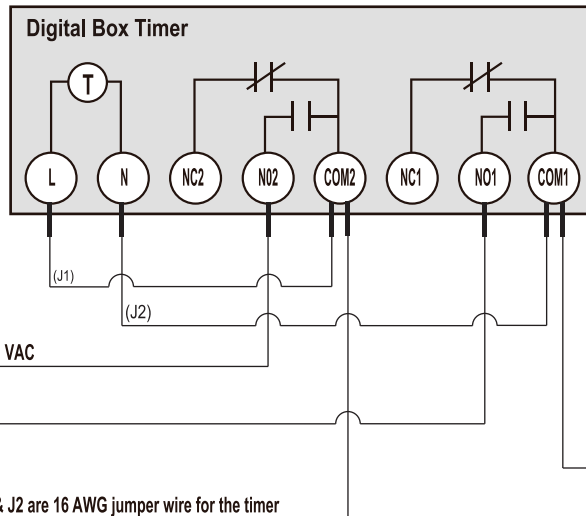 Digital Box Timer
T
L N NC2 N02 COM2 NC1 NO1 COM1
(J1)
(J2)
VAC
& J2 are 16 AWG jumper wire for the timer